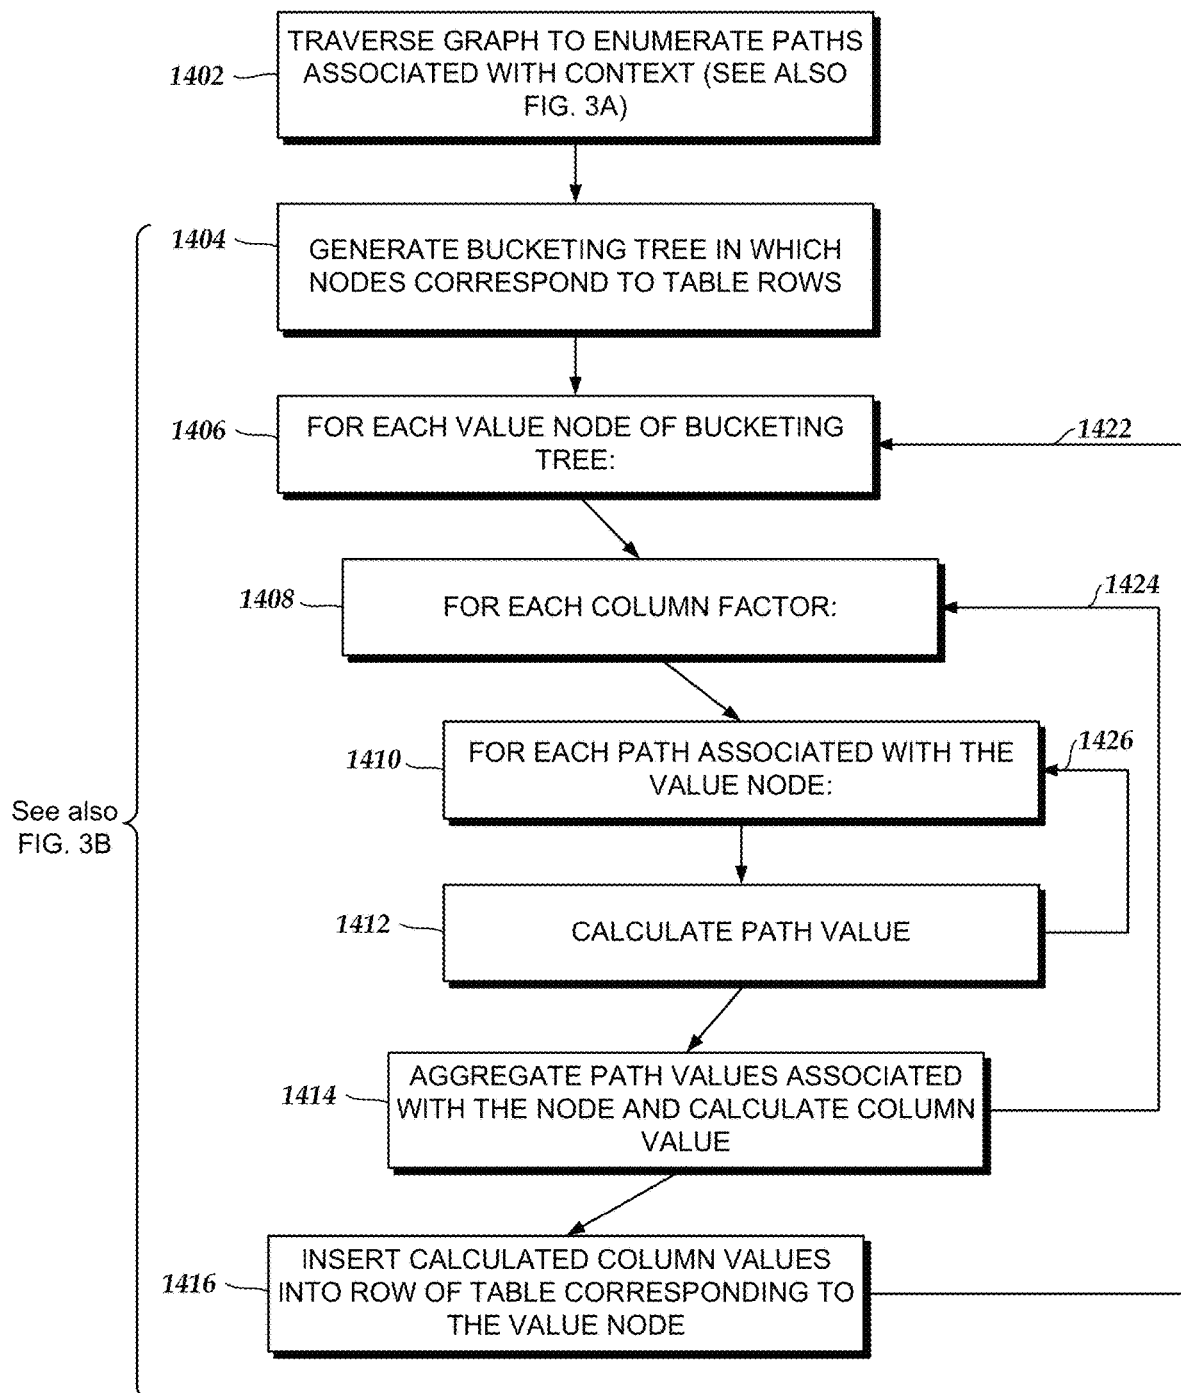 TRAVERSE GRAPH TO ENUMERATE PATHS
ASSOCIATED WITH CONTEXT (SEE ALSO
FIG. 3A)
1402
1404
GENERATE BUCKETING TREE IN WHICH
NODES CORRESPOND TO TABLE ROWS
1406
FOR EACH VALUE NODE OF BUCKETING
TREE:
1422
1408
FOR EACH COLUMN FACTOR:
1424
1410
FOR EACH PATH ASSOCIATED WITH THE
VALUE NODE:
1426
See also
FIG. 3B
1412
CALCULATE PATH VALUE
1414
AGGREGATE PATH VALUES ASSOCIATED
WITH THE NODE AND CALCULATE COLUMN
VALUE
1416
INSERT CALCULATED COLUMN VALUES
INTO ROW OF TABLE CORRESPONDING TO
THE VALUE NODE